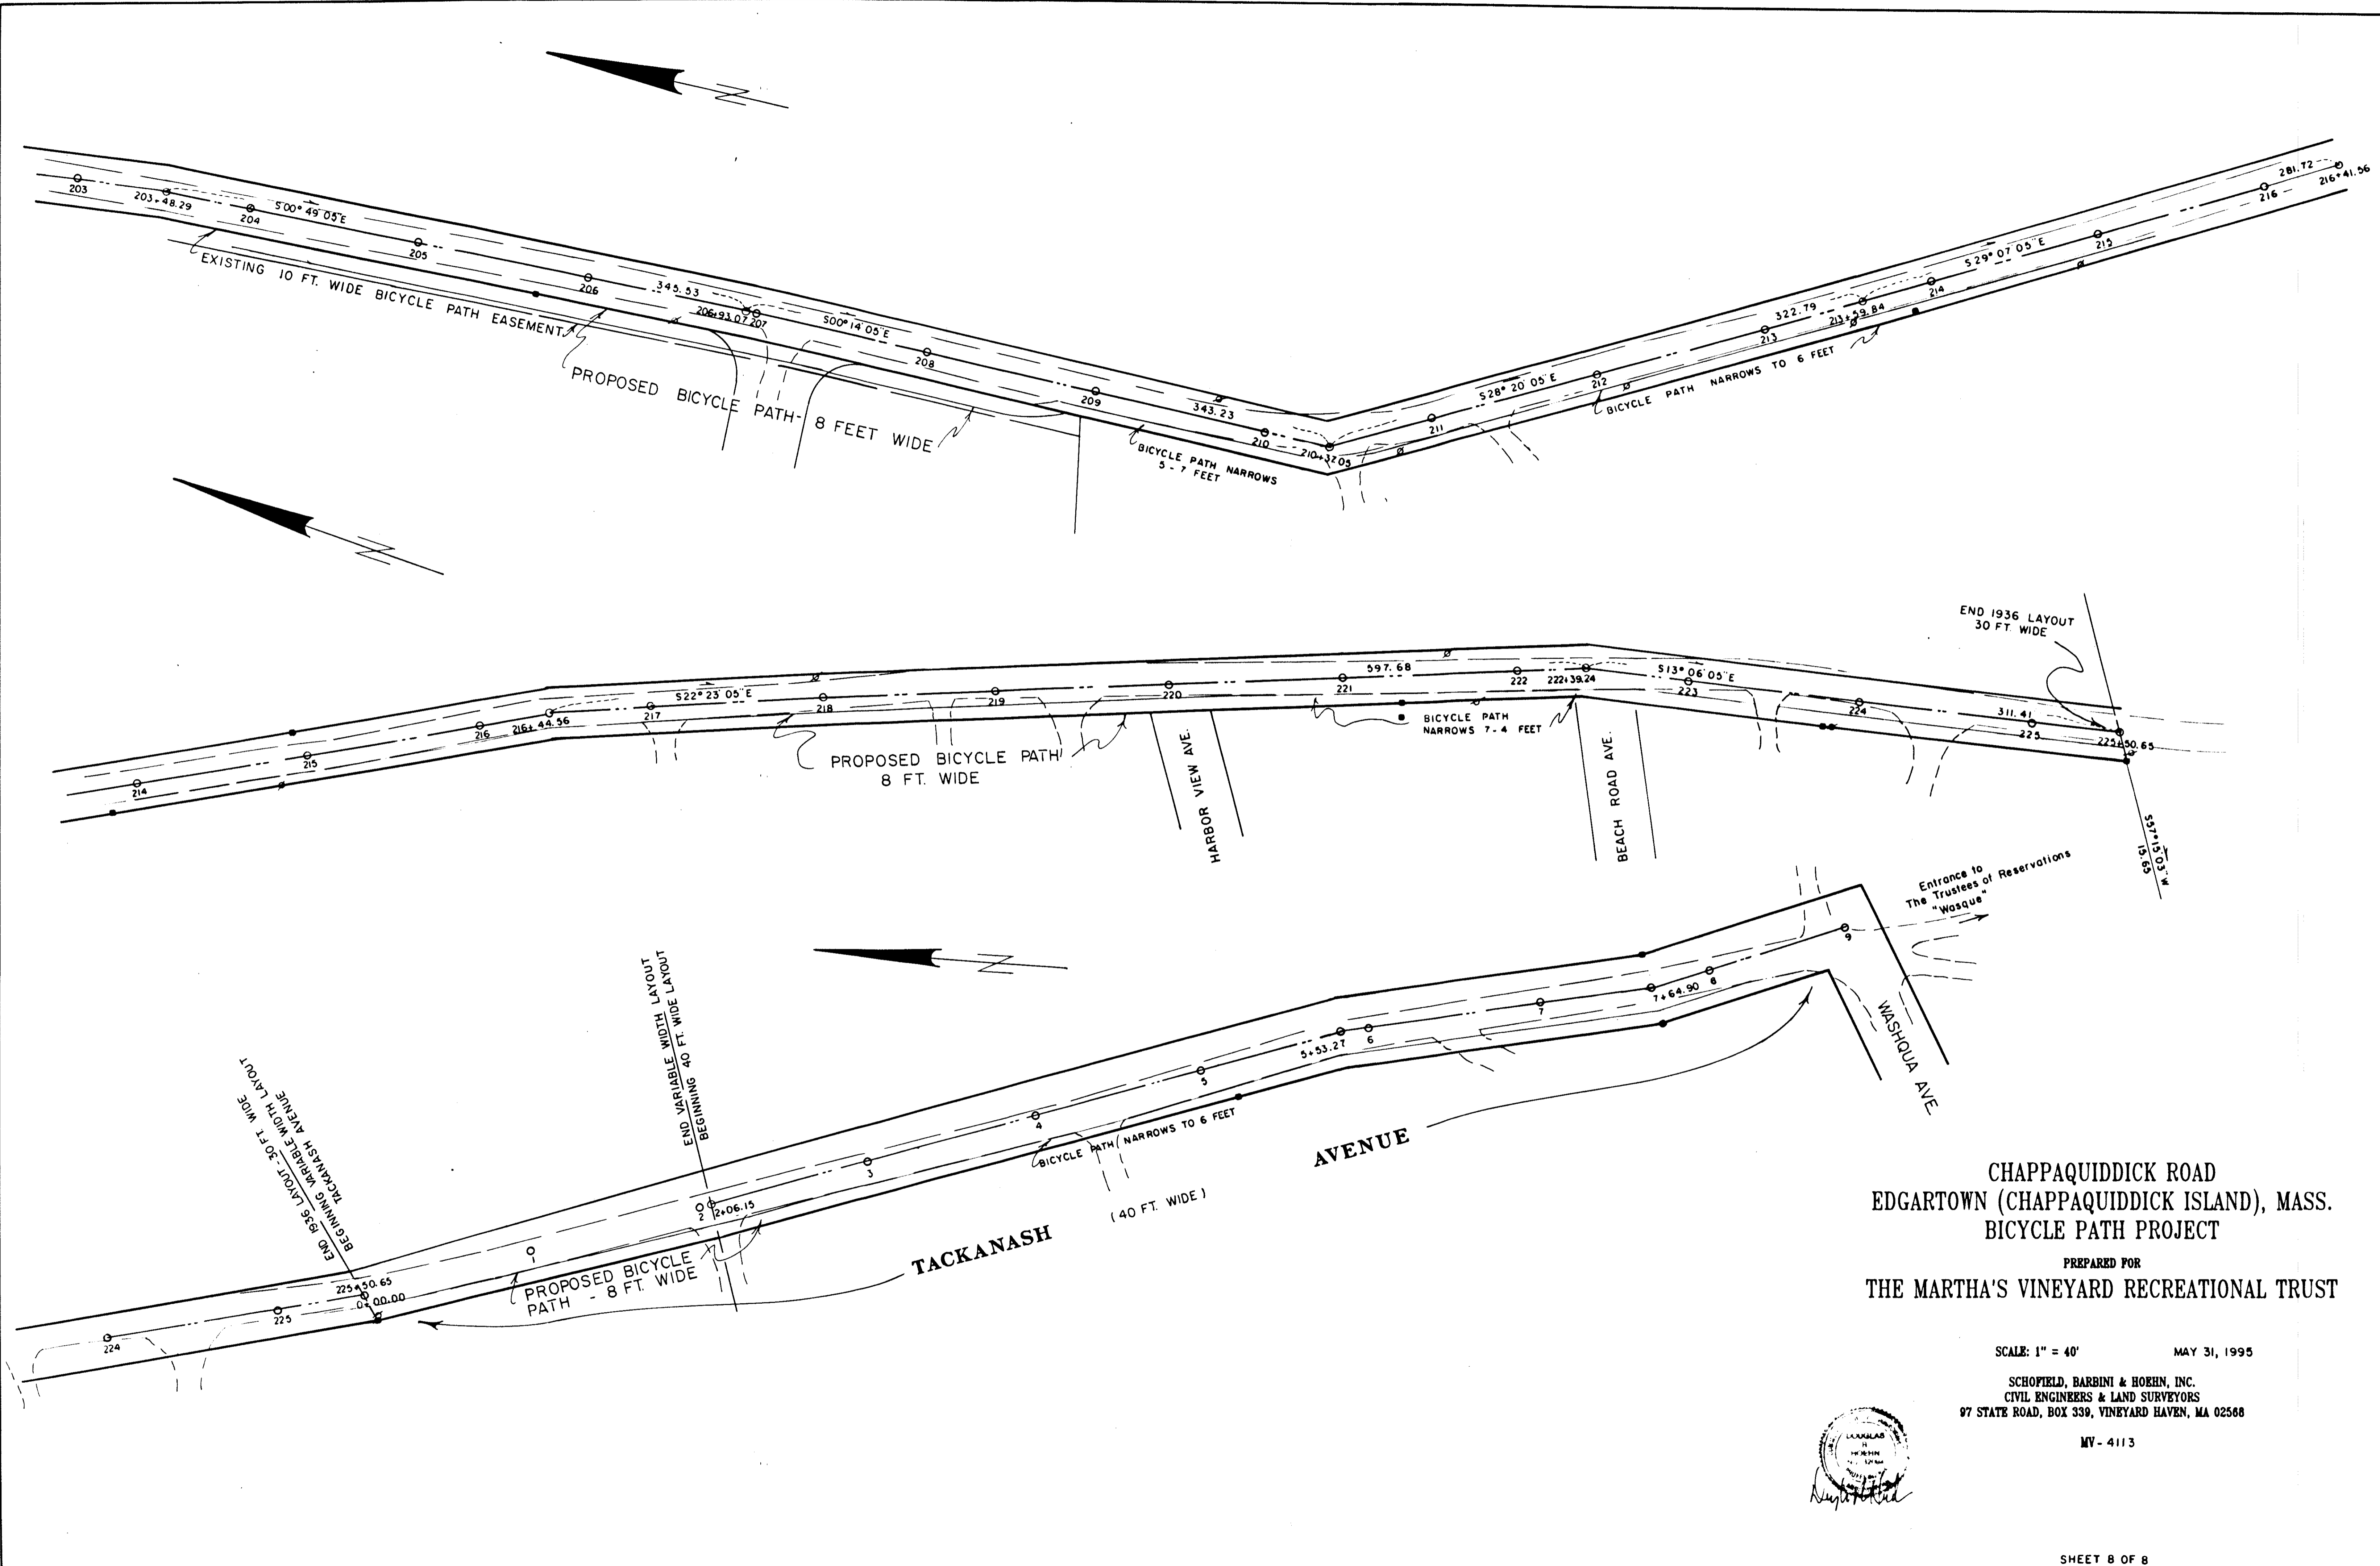 N
203
203+48.29
204
S00° 49' 05" E
205
206
345.53
206+93.07
207
S00° 14' 05" E
208
209
343.23
210
210+37.05
211
S28° 20' 05" E
212
213
322.79
213+59.84
214
S29° 07' 05" E
215
216
281.72
216+41.56
EXISTING 10 FT. WIDE BICYCLE PATH EASEMENT
PROPOSED BICYCLE PATH- 8 FEET WIDE
BICYCLE PATH NARROWS
5 - 7 FEET
BICYCLE PATH NARROWS TO 6 FEET
N
214
215
216
216+44.56
217
S22° 23' 05" E
218
219
220
221
597.68
222
222+39.24
223
S13° 06' 05" E
224
225
311.41
225+50.65
END 1936 LAYOUT
30 FT. WIDE
PROPOSED BICYCLE PATH
8 FT. WIDE
HARBOR VIEW AVE.
BICYCLE PATH
NARROWS 7-4 FEET
BEACH ROAD AVE.
S57° 15' 03" W
15.65
N
END 1936 LAYOUT - 30 FT. WIDE
BEGINNING VARIABLE WIDTH LAYOUT
TACKANASH AVENUE
END VARIABLE WIDTH LAYOUT
BEGINNING 40 FT. WIDE LAYOUT
224
225
225+50.65
0+00.00
1
2
2+06.15
3
4
5
5+53.27
6
7
7+64.90
8
9
PROPOSED BICYCLE
PATH - 8 FT. WIDE
BICYCLE PATH NARROWS TO 6 FEET
TACKANASH AVENUE
(40 FT. WIDE)
WASHQUA AVE.
Entrance to
The Trustees of Reservations
"Wasque"
CHAPPAQUIDDICK ROAD
EDGARTOWN (CHAPPAQUIDDICK ISLAND), MASS.
BICYCLE PATH PROJECT
PREPARED FOR
THE MARTHA'S VINEYARD RECREATIONAL TRUST
SCALE: 1" = 40' MAY 31, 1995
SCHOFIELD, BARBINI & HOEHN, INC.
CIVIL ENGINEERS & LAND SURVEYORS
97 STATE ROAD, BOX 339, VINEYARD HAVEN, MA 02568
MV - 4113
DOUGLAS
H
HOEHN
SHEET 8 OF 8